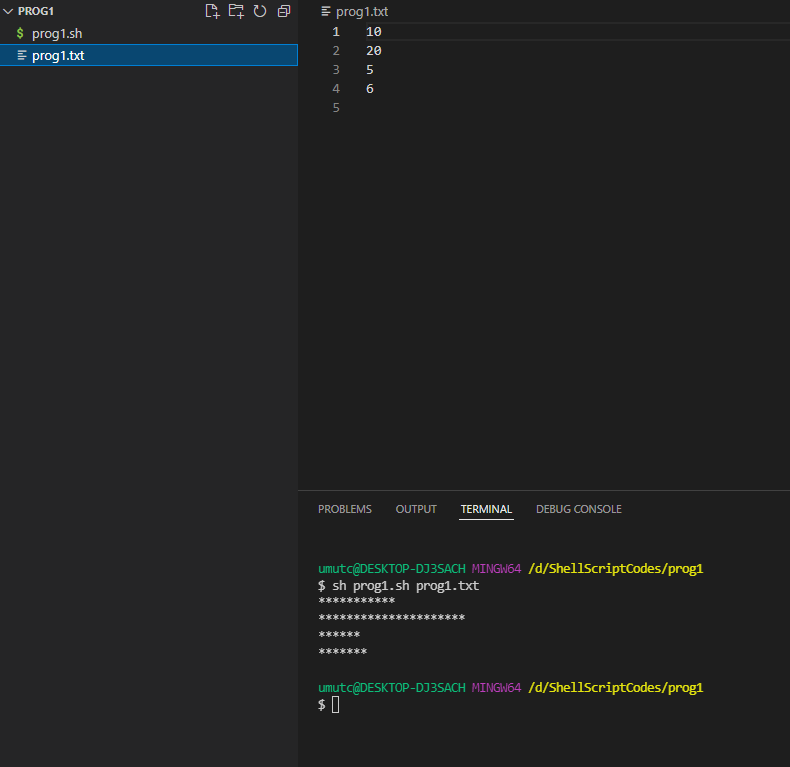 PROG1
$ prog1.sh
prog1.txt
prog1.txt
1 10
2 20
3 5
4 6
5
PROBLEMS OUTPUT TERMINAL DEBUG CONSOLE
umutc@DESKTOP-DJ3SACH MINGW64 /d/ShellScriptCodes/prog1
$ sh prog1.sh prog1.txt
***********
*********************
******
*******
umutc@DESKTOP-DJ3SACH MINGW64 /d/ShellScriptCodes/prog1
$